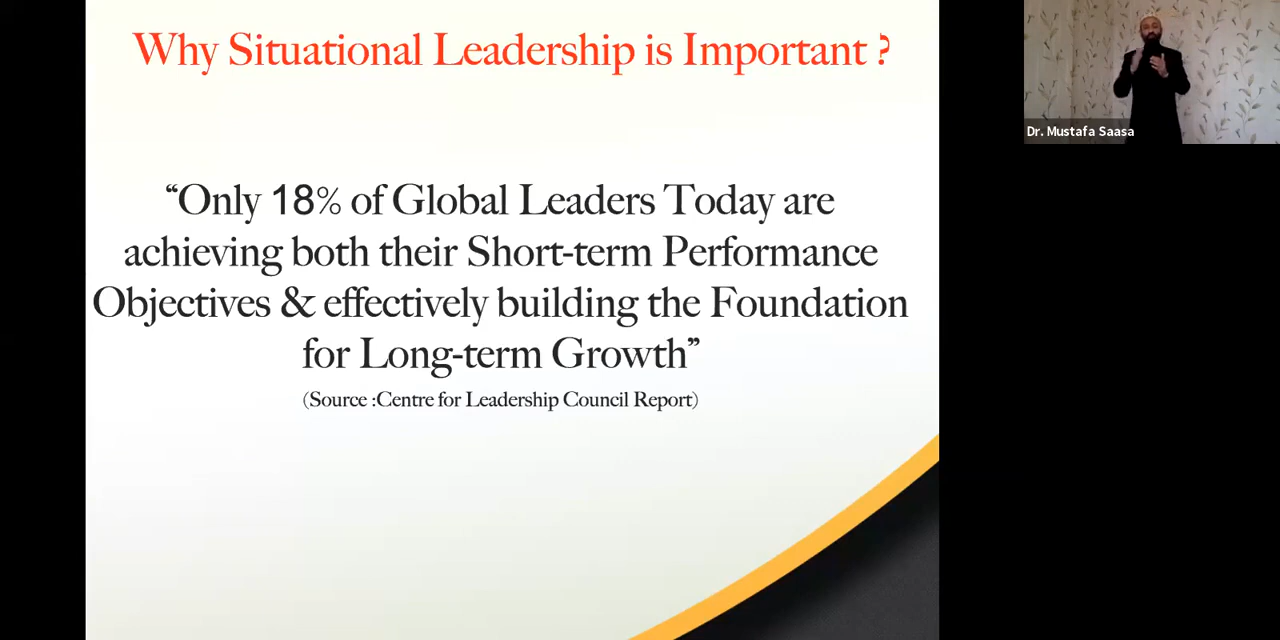 Why Situational Leadership is Important ?
“Only 18% of Global Leaders Today are
achieving both their Short-term Performance
Objectives & effectively building the Foundation
for Long-term Growth”
(Source :Centre for Leadership Council Report)
Dr. Mustafa Saasa